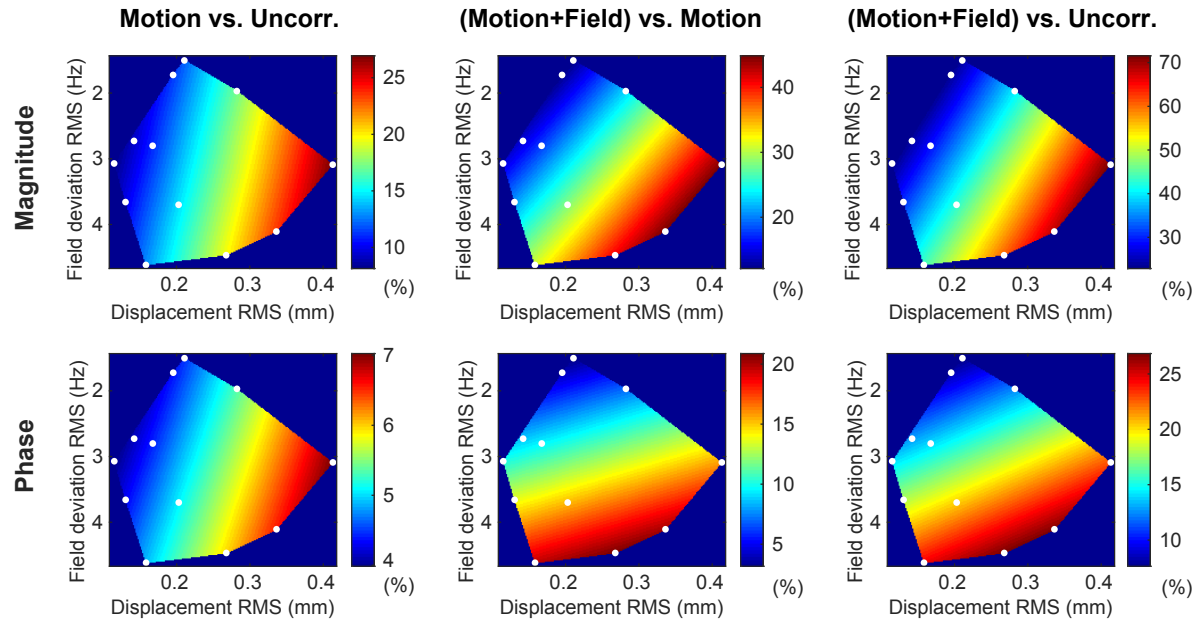 Motion vs. Uncorr.
(Motion+Field) vs. Motion
(Motion+Field) vs. Uncorr.
Magnitude
Field deviation RMS (Hz)
2
3
4
0.2 0.3 0.4
Displacement RMS (mm)
25
20
15
10
(%)
Field deviation RMS (Hz)
2
3
4
0.2 0.3 0.4
Displacement RMS (mm)
40
30
20
(%)
Field deviation RMS (Hz)
2
3
4
0.2 0.3 0.4
Displacement RMS (mm)
70
60
50
40
30
(%)
Phase
Field deviation RMS (Hz)
2
3
4
0.2 0.3 0.4
Displacement RMS (mm)
7
6
5
4
(%)
Field deviation RMS (Hz)
2
3
4
0.2 0.3 0.4
Displacement RMS (mm)
20
15
10
5
(%)
Field deviation RMS (Hz)
2
3
4
0.2 0.3 0.4
Displacement RMS (mm)
25
20
15
10
(%)